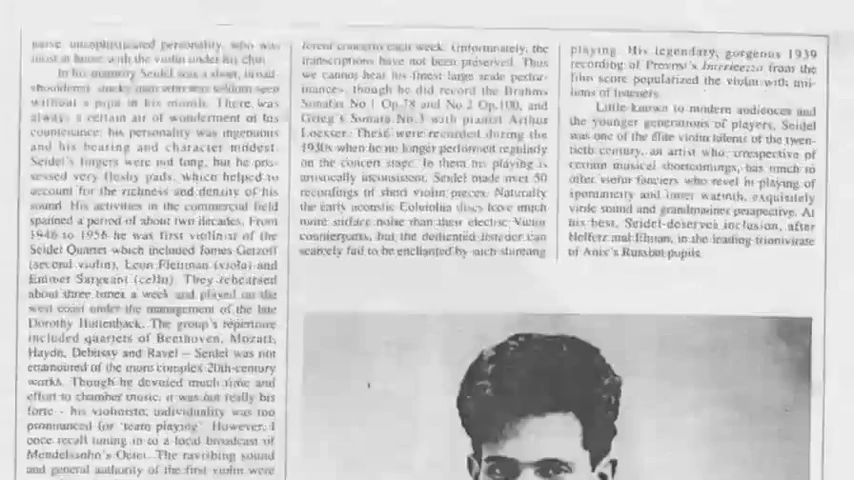 naive, unsophisticated personality, who was
most at home with the violin under his chin.
In his memory Seidel was a short, broad-
shouldered, stocky man who was seldom seen
without a pipe in his mouth. There was
always a certain air of wonderment of his
countenance; his personality was ingenuous
and his bearing and character modest.
Seidel's fingers were not long, but he pos-
sessed very fleshy pads, which helped to
account for the richness and density of his
sound. His activities in the commercial field
spanned a period of about two decades. From
1946 to 1956 he was first violinist of the
Seidel Quartet which included James Getzoff
(second violin), Leon Fleitman (viola) and
Emmet Sargeant (cello). They rehearsed
about three times a week and played on the
west coast under the management of the late
Dorothy Huttenback. The group's repertoire
included quartets of Beethoven, Mozart,
Haydn, Debussy and Ravel – Seidel was not
enamoured of the more complex 20th-century
works. Though he devoted much time and
effort to chamber music, it was not really his
forte - his violinistic individuality was too
pronounced for 'team playing'. However, I
once recall tuning in to a local broadcast of
Mendelssohn's Octet. The ravishing sound
and general authority of the first violin were
ferent concerto each week. Unfortunately, the
transcriptions have not been preserved. Thus
we cannot hear his finest large scale perfor-
mances, though he did record the Brahms
Sonatas No 1 Op.78 and No 2 Op.100, and
Grieg's Sonata No.3 with pianist Arthur
Loesser. These were recorded during the
1930s when he no longer performed regularly
on the concert stage. In them his playing is
artistically inconsistent. Seidel made over 50
recordings of short violin pieces. Naturally
the early acoustic Columbia discs have much
more surface noise than their electric Victor
counterparts, but the dedicated listener can
scarcely fail to be enchanted by such shining
playing. His legendary, gorgeous 1939
recording of Provost's Intermezzo from the
film score popularized the violin with mil-
lions of listeners.
Little known to modern audiences and
the younger generations of players, Seidel
was one of the élite violin talents of the twen-
tieth century, an artist who, irrespective of
certain musical shortcomings, has much to
offer violin fanciers who revel in playing of
spontaneity and inner warmth, exquisitely
virile sound and grandmanner perspective. At
his best, Seidel deserves inclusion, after
Heifetz and Elman, in the leading triumvirate
of Auer's Russian pupils.